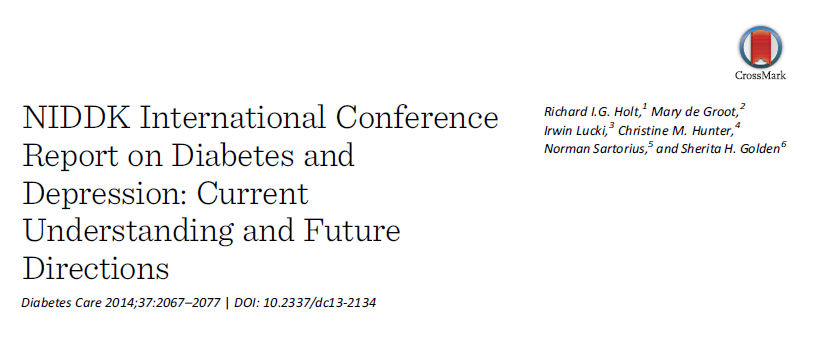 CrossMark
NIDDK International Conference
Report on Diabetes and
Depression: Current
Understanding and Future
Directions
Diabetes Care 2014;37:2067–2077 | DOI: 10.2337/dc13-2134
Richard I.G. Holt,1 Mary de Groot,2
Irwin Lucki,3 Christine M. Hunter,4
Norman Sartorius,5 and Sherita H. Golden6